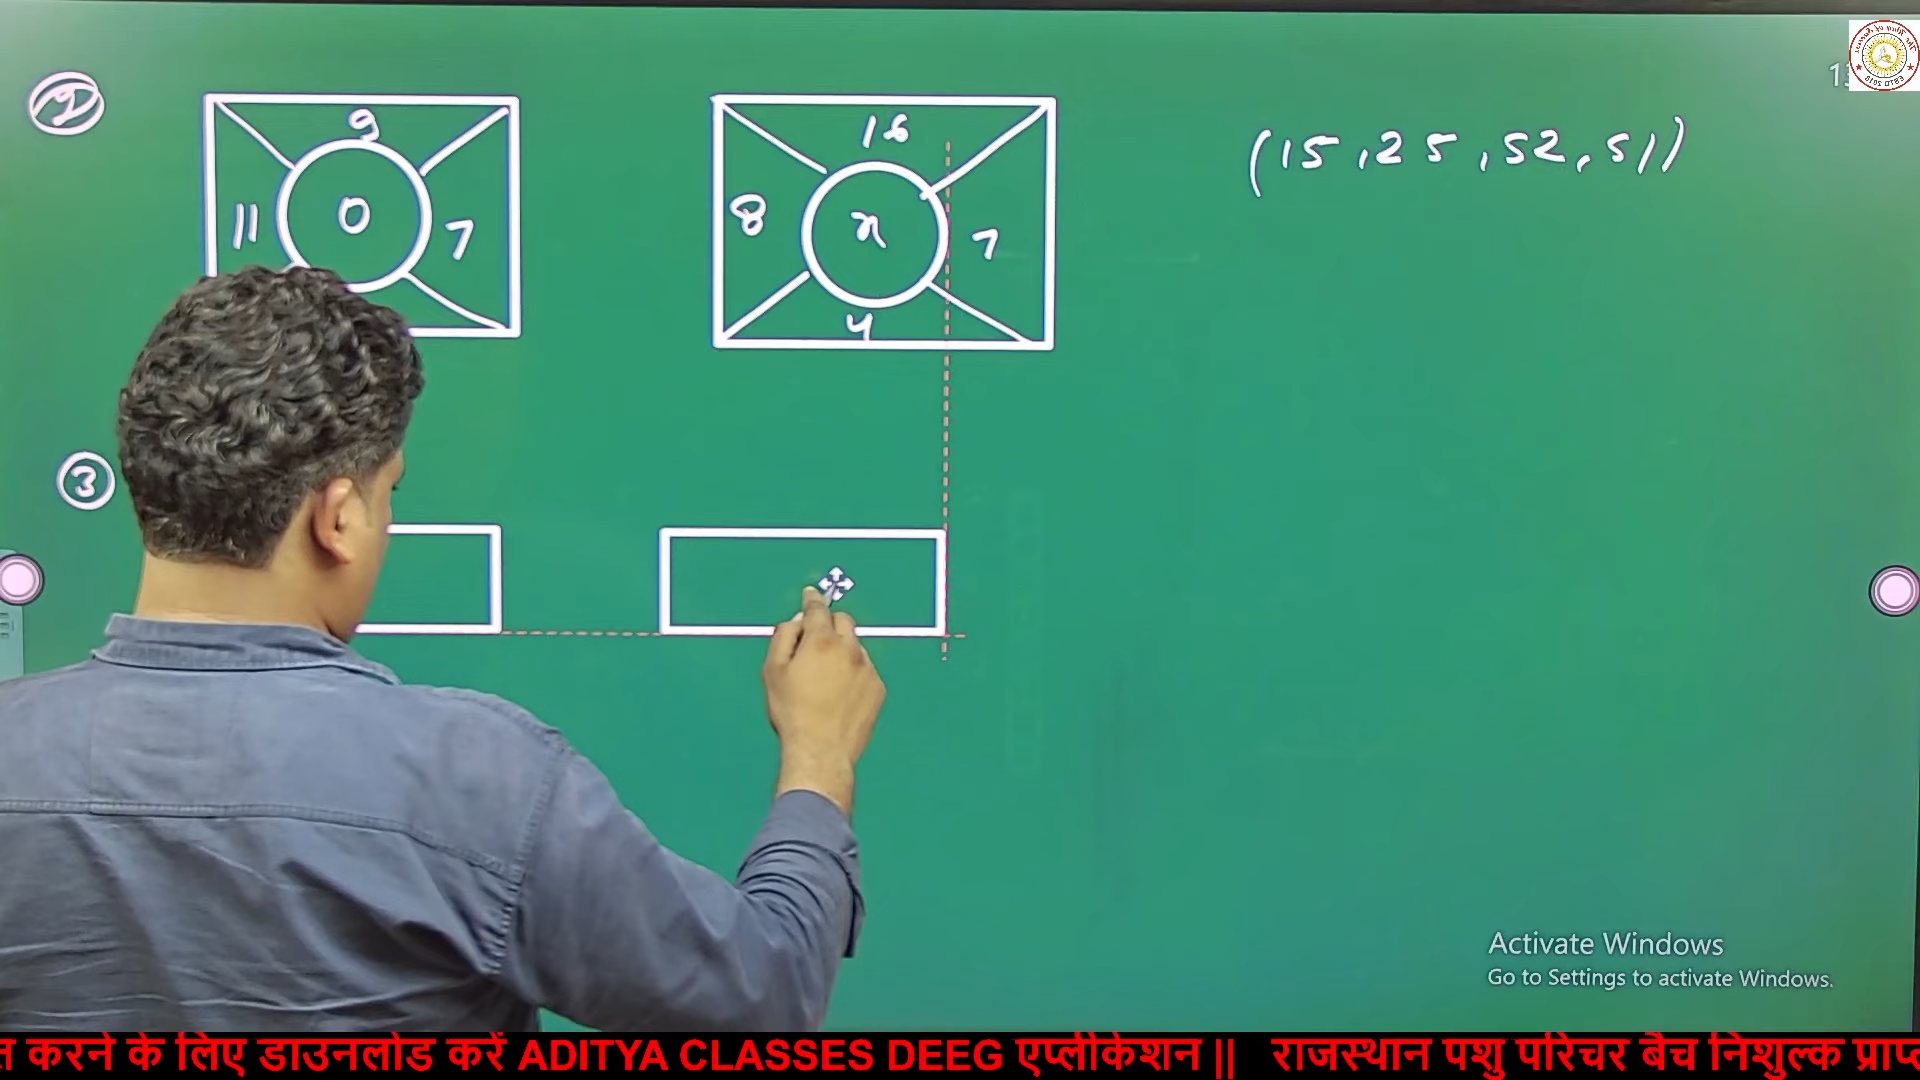 2
9
11 0 7
16
8 x 7
4
(15, 25, 52, 51)
3
Activate Windows
Go to Settings to activate Windows.
करने के लिए डाउनलोड करें ADITYA CLASSES DEEG एप्लीकेशन || राजस्थान पशु परिचर बैच निशुल्क